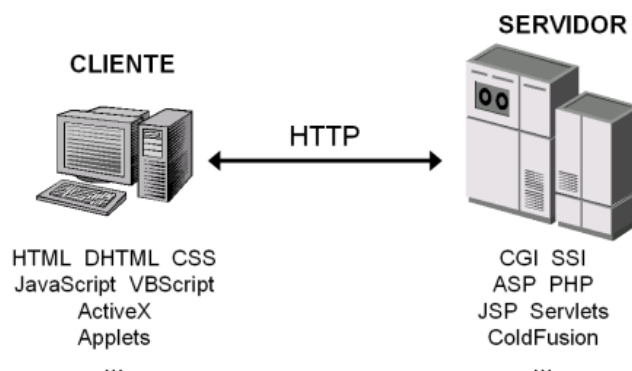 SERVIDOR
CLIENTE
HTTP
HTML DHTML CSS
JavaScript VBScript
ActiveX
Applets
...
CGI SSI
ASP PHP
JSP Servlets
ColdFusion
...